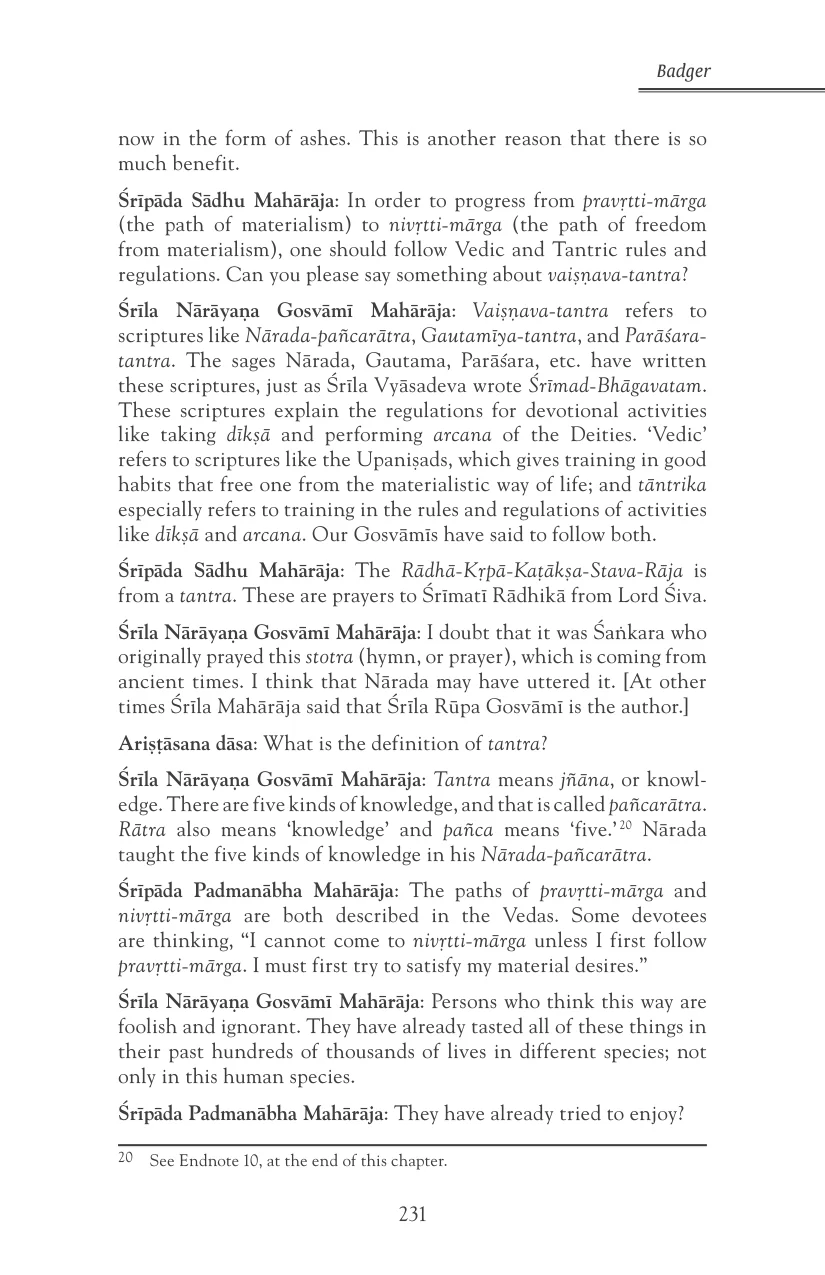 Badger
now in the form of ashes. This is another reason that there is so
much benefit.
Śrīpāda Sādhu Mahārāja: In order to progress from pravṛtti-mārga
(the path of materialism) to nivṛtti-mārga (the path of freedom
from materialism), one should follow Vedic and Tantric rules and
regulations. Can you please say something about vaiṣṇava-tantra?
Śrīla Nārāyaṇa Gosvāmī Mahārāja: Vaiṣṇava-tantra refers to
scriptures like Nārada-pañcarātra, Gautamīya-tantra, and Parāśara-
tantra. The sages Nārada, Gautama, Parāśara, etc. have written
these scriptures, just as Śrīla Vyāsadeva wrote Śrīmad-Bhāgavatam.
These scriptures explain the regulations for devotional activities
like taking dīkṣā and performing arcana of the Deities. ‘Vedic’
refers to scriptures like the Upaniṣads, which gives training in good
habits that free one from the materialistic way of life; and tāntrika
especially refers to training in the rules and regulations of activities
like dīkṣā and arcana. Our Gosvāmīs have said to follow both.
Śrīpāda Sādhu Mahārāja: The Rādhā-Kṛpā-Kaṭākṣa-Stava-Rāja is
from a tantra. These are prayers to Śrīmatī Rādhikā from Lord Śiva.
Śrīla Nārāyaṇa Gosvāmī Mahārāja: I doubt that it was Śaṅkara who
originally prayed this stotra (hymn, or prayer), which is coming from
ancient times. I think that Nārada may have uttered it. [At other
times Śrīla Mahārāja said that Śrīla Rūpa Gosvāmī is the author.]
Ariṣṭāsana dāsa: What is the definition of tantra?
Śrīla Nārāyaṇa Gosvāmī Mahārāja: Tantra means jñāna, or knowl-
edge. There are five kinds of knowledge, and that is called pañcarātra.
Rātra also means ‘knowledge’ and pañca means ‘five.’ 20 Nārada
taught the five kinds of knowledge in his Nārada-pañcarātra.
Śrīpāda Padmanābha Mahārāja: The paths of pravṛtti-mārga and
nivṛtti-mārga are both described in the Vedas. Some devotees
are thinking, “I cannot come to nivṛtti-mārga unless I first follow
pravṛtti-mārga. I must first try to satisfy my material desires.”
Śrīla Nārāyaṇa Gosvāmī Mahārāja: Persons who think this way are
foolish and ignorant. They have already tasted all of these things in
their past hundreds of thousands of lives in different species; not
only in this human species.
Śrīpāda Padmanābha Mahārāja: They have already tried to enjoy?
20 See Endnote 10, at the end of this chapter.
231